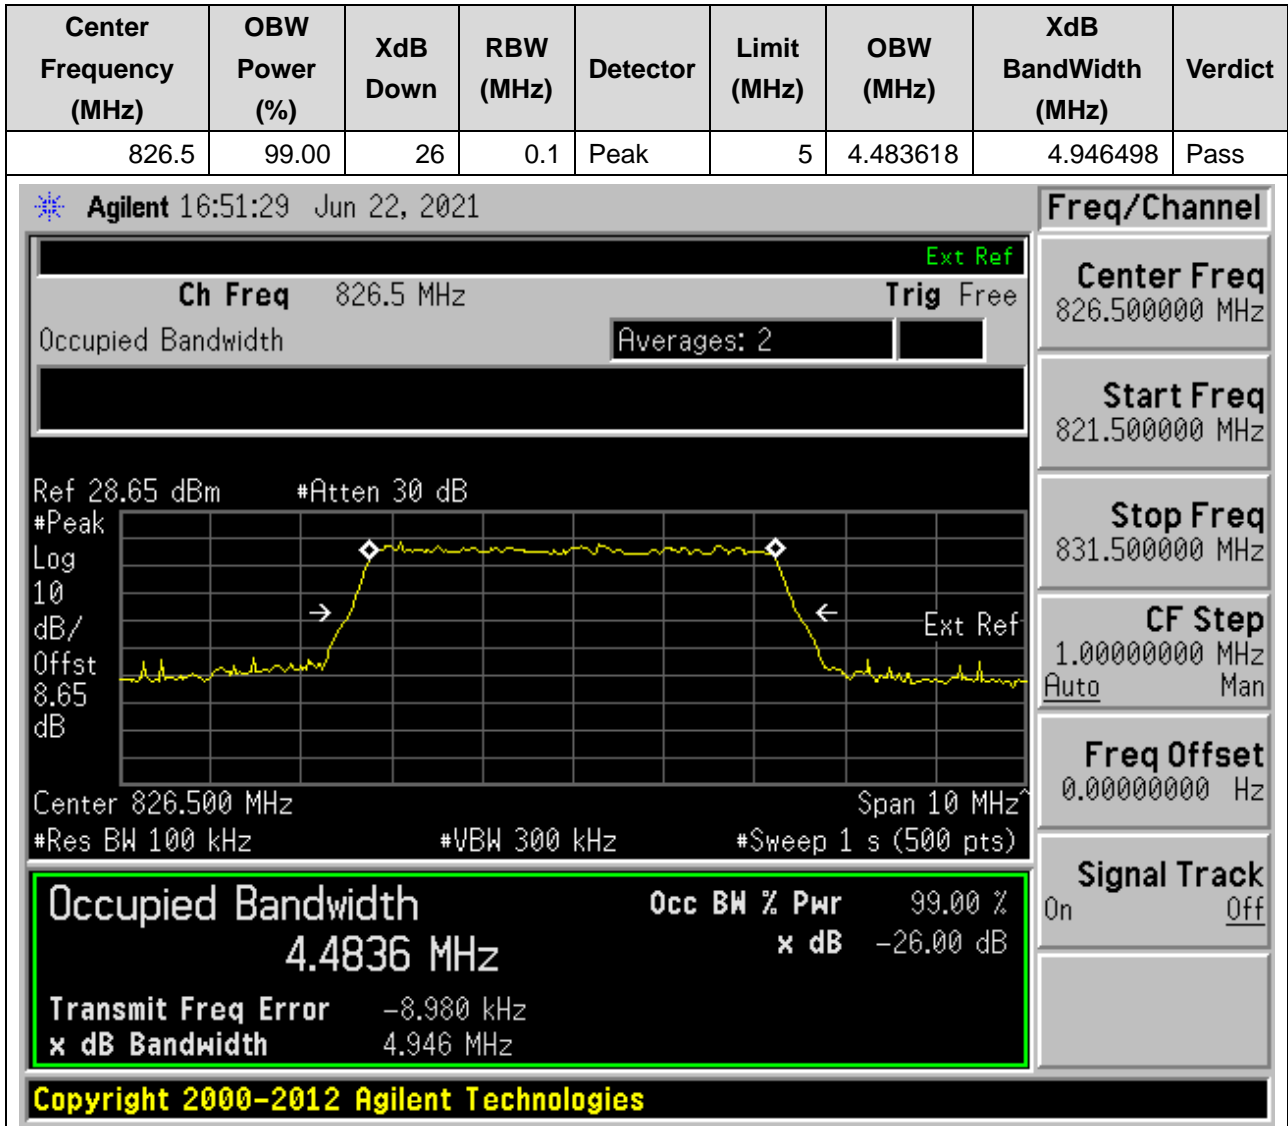 Center Frequency (MHz) OBW Power (%) XdB Down RBW (MHz) Detector Limit (MHz) OBW (MHz) XdB BandWidth (MHz) Verdict
826.5 99.00 26 0.1 Peak 5 4.483618 4.946498 Pass
Agilent 16:51:29 Jun 22, 2021
Freq/Channel
Ext Ref
Ch Freq 826.5 MHz Trig Free
Occupied Bandwidth Averages: 2
Center Freq
826.500000 MHz
Start Freq
821.500000 MHz
Stop Freq
831.500000 MHz
CF Step
1.00000000 MHz
Auto Man
Freq Offset
0.00000000 Hz
Signal Track
On Off
Ref 28.65 dBm #Atten 30 dB
#Peak
Log
10
dB/
Offst
8.65
dB
Ext Ref
Center 826.500 MHz Span 10 MHz^
#Res BW 100 kHz #VBW 300 kHz #Sweep 1 s (500 pts)
Occupied Bandwidth
4.4836 MHz
Occ BW % Pwr 99.00 %
x dB -26.00 dB
Transmit Freq Error -8.980 kHz
x dB Bandwidth 4.946 MHz
Copyright 2000-2012 Agilent Technologies